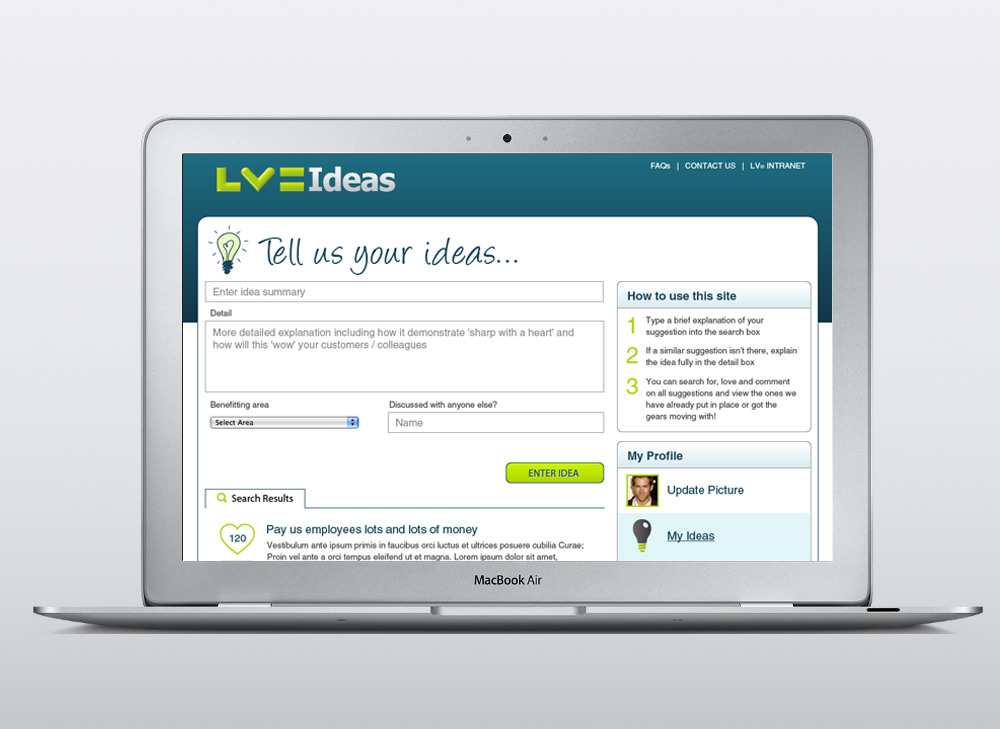 LV= Ideas
FAQs | CONTACT US | LV= INTRANET
Tell us your ideas...
Enter idea summary
Detail
More detailed explanation including how it demonstrate 'sharp with a heart' and
how will this 'wow' your customers / colleagues
Benefitting area
Discussed with anyone else?
Select Area
Name
ENTER IDEA
Search Results
120
Pay us employees lots and lots of money
Vestibulum ante ipsum primis in faucibus orci luctus et ultrices posuere cubilia Curae;
Proin vel ante a orci tempus eleifend ut et magna. Lorem ipsum dolor sit amet,
How to use this site
1 Type a brief explanation of your
suggestion into the search box
2 If a similar suggestion isn't there, explain
the idea fully in the detail box
3 You can search for, love and comment
on all suggestions and view the ones we
have already put in place or got the
gears moving with!
My Profile
Update Picture
My Ideas
MacBook Air